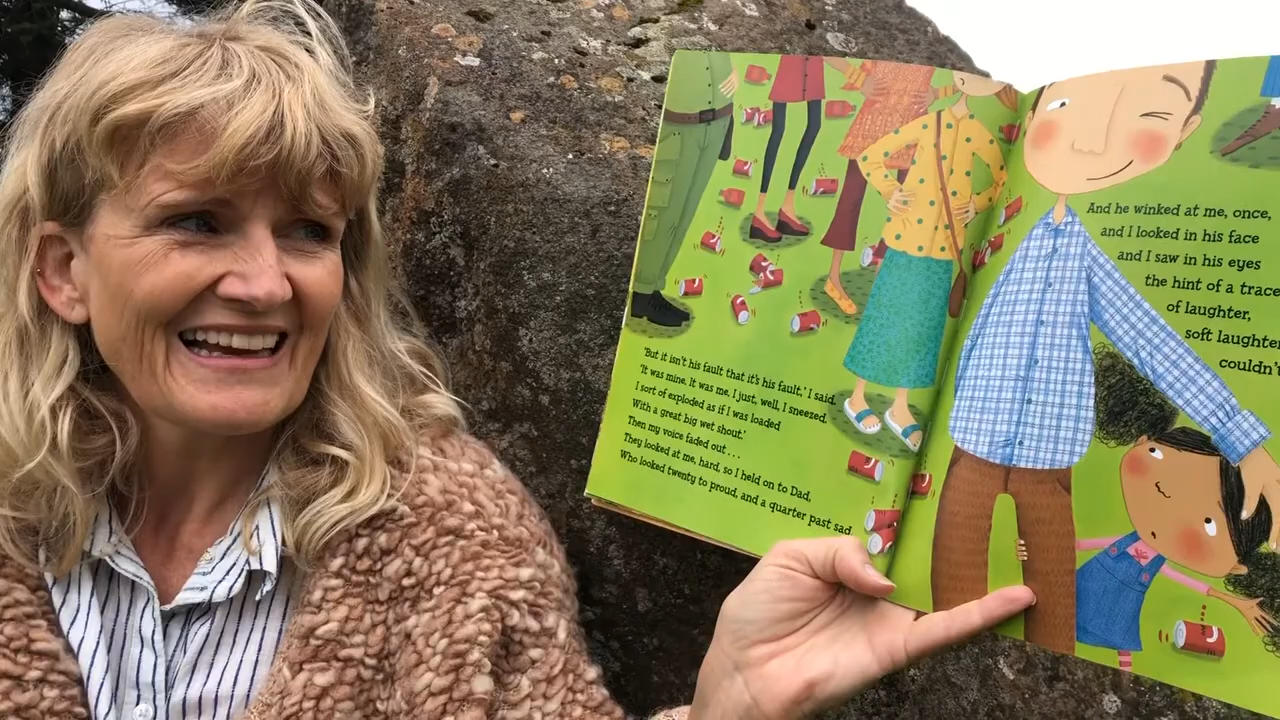 'But it isn't his fault that it's his fault,' I said.
'It was mine. It was me. I just, well, I sneezed.
I sort of exploded as if I was loaded
With a great big wet shout.'
Then my voice faded out . . .
They looked at me, hard, so I held on to Dad,
Who looked twenty to proud, and a quarter past sad.
And he winked at me, once,
and I looked in his face
and I saw in his eyes
the hint of a trace
of laughter,
soft laughter
couldn't